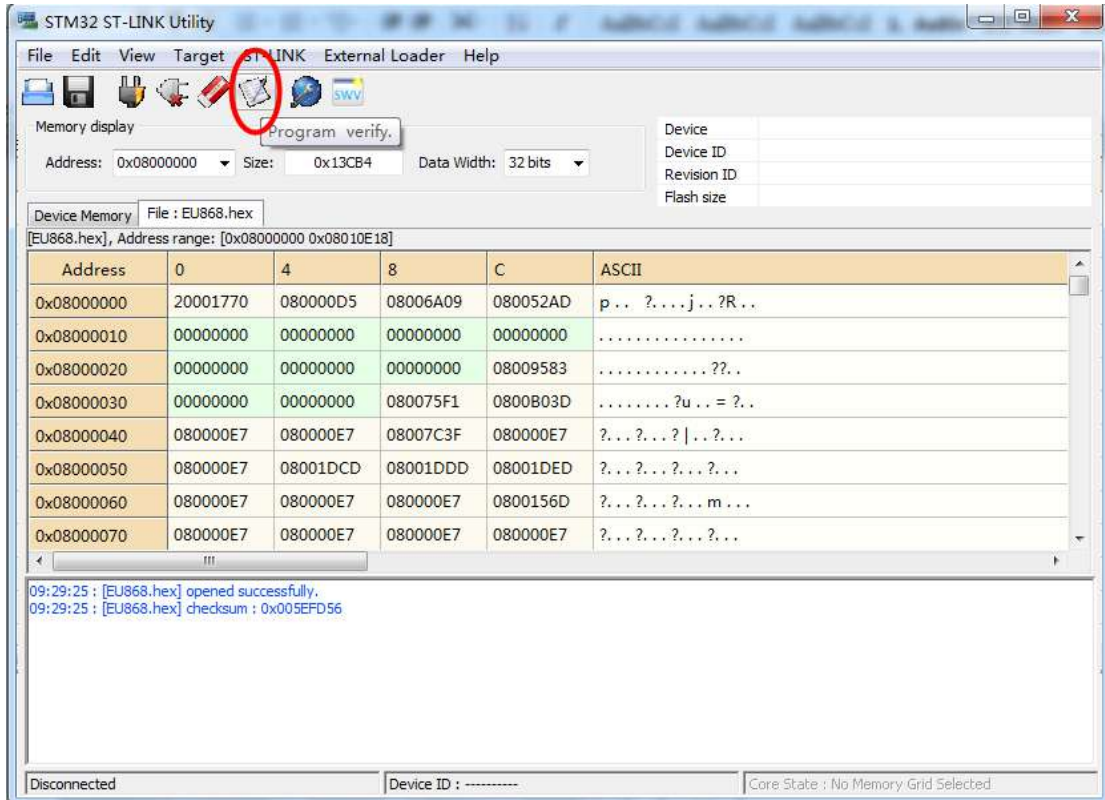 STM32 ST-LINK Utility
File Edit View Target ST-LINK External Loader Help
SWV
Program verify.
Memory display
Address: 0x08000000 Size: 0x13CB4 Data Width: 32 bits
Device
Device ID
Revision ID
Flash size
Device Memory File : EU868.hex
[EU868.hex], Address range: [0x08000000 0x08010E18]
Address 0 4 8 C ASCII
0x08000000 20001770 080000D5 08006A09 080052AD p . . ? . . . . j . . ? R . .
0x08000010 00000000 00000000 00000000 00000000 . . . . . . . . . . . . . . . .
0x08000020 00000000 00000000 00000000 08009583 . . . . . . . . . . . . ? ? . .
0x08000030 00000000 00000000 080075F1 0800B03D . . . . . . . . ? u . . = ? . .
0x08000040 080000E7 080000E7 08007C3F 080000E7 ? . . . ? . . . ? | . . ? . . .
0x08000050 080000E7 08001DCD 08001DDD 08001DED ? . . . ? . . . ? . . . ? . . .
0x08000060 080000E7 080000E7 080000E7 0800156D ? . . . ? . . . ? . . . m . . .
0x08000070 080000E7 080000E7 080000E7 080000E7 ? . . . ? . . . ? . . . ? . . .
09:29:25 : [EU868.hex] opened successfully.
09:29:25 : [EU868.hex] checksum : 0x005EFD56
Disconnected Device ID : ---------- Core State : No Memory Grid Selected